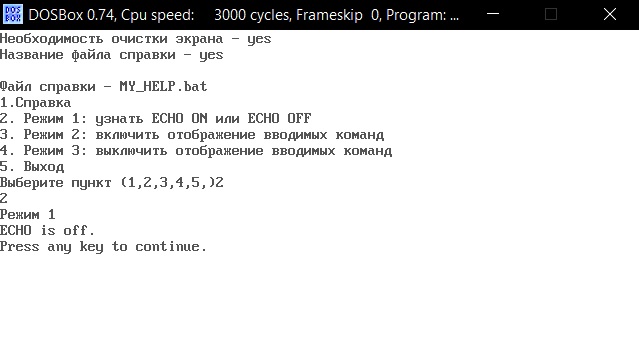 DOS BOX
DOSBox 0.74, Cpu speed: 3000 cycles, Frameskip 0, Program: ...
Необходимость очистки экрана - yes
Название файла справки - yes
Файл справки - MY_HELP.bat
1.Справка
2. Режим 1: узнать ECHO ON или ECHO OFF
3. Режим 2: включить отображение вводимых команд
4. Режим 3: выключить отображение вводимых команд
5. Выход
Выберите пункт (1,2,3,4,5,)2
2
Режим 1
ECHO is off.
Press any key to continue.